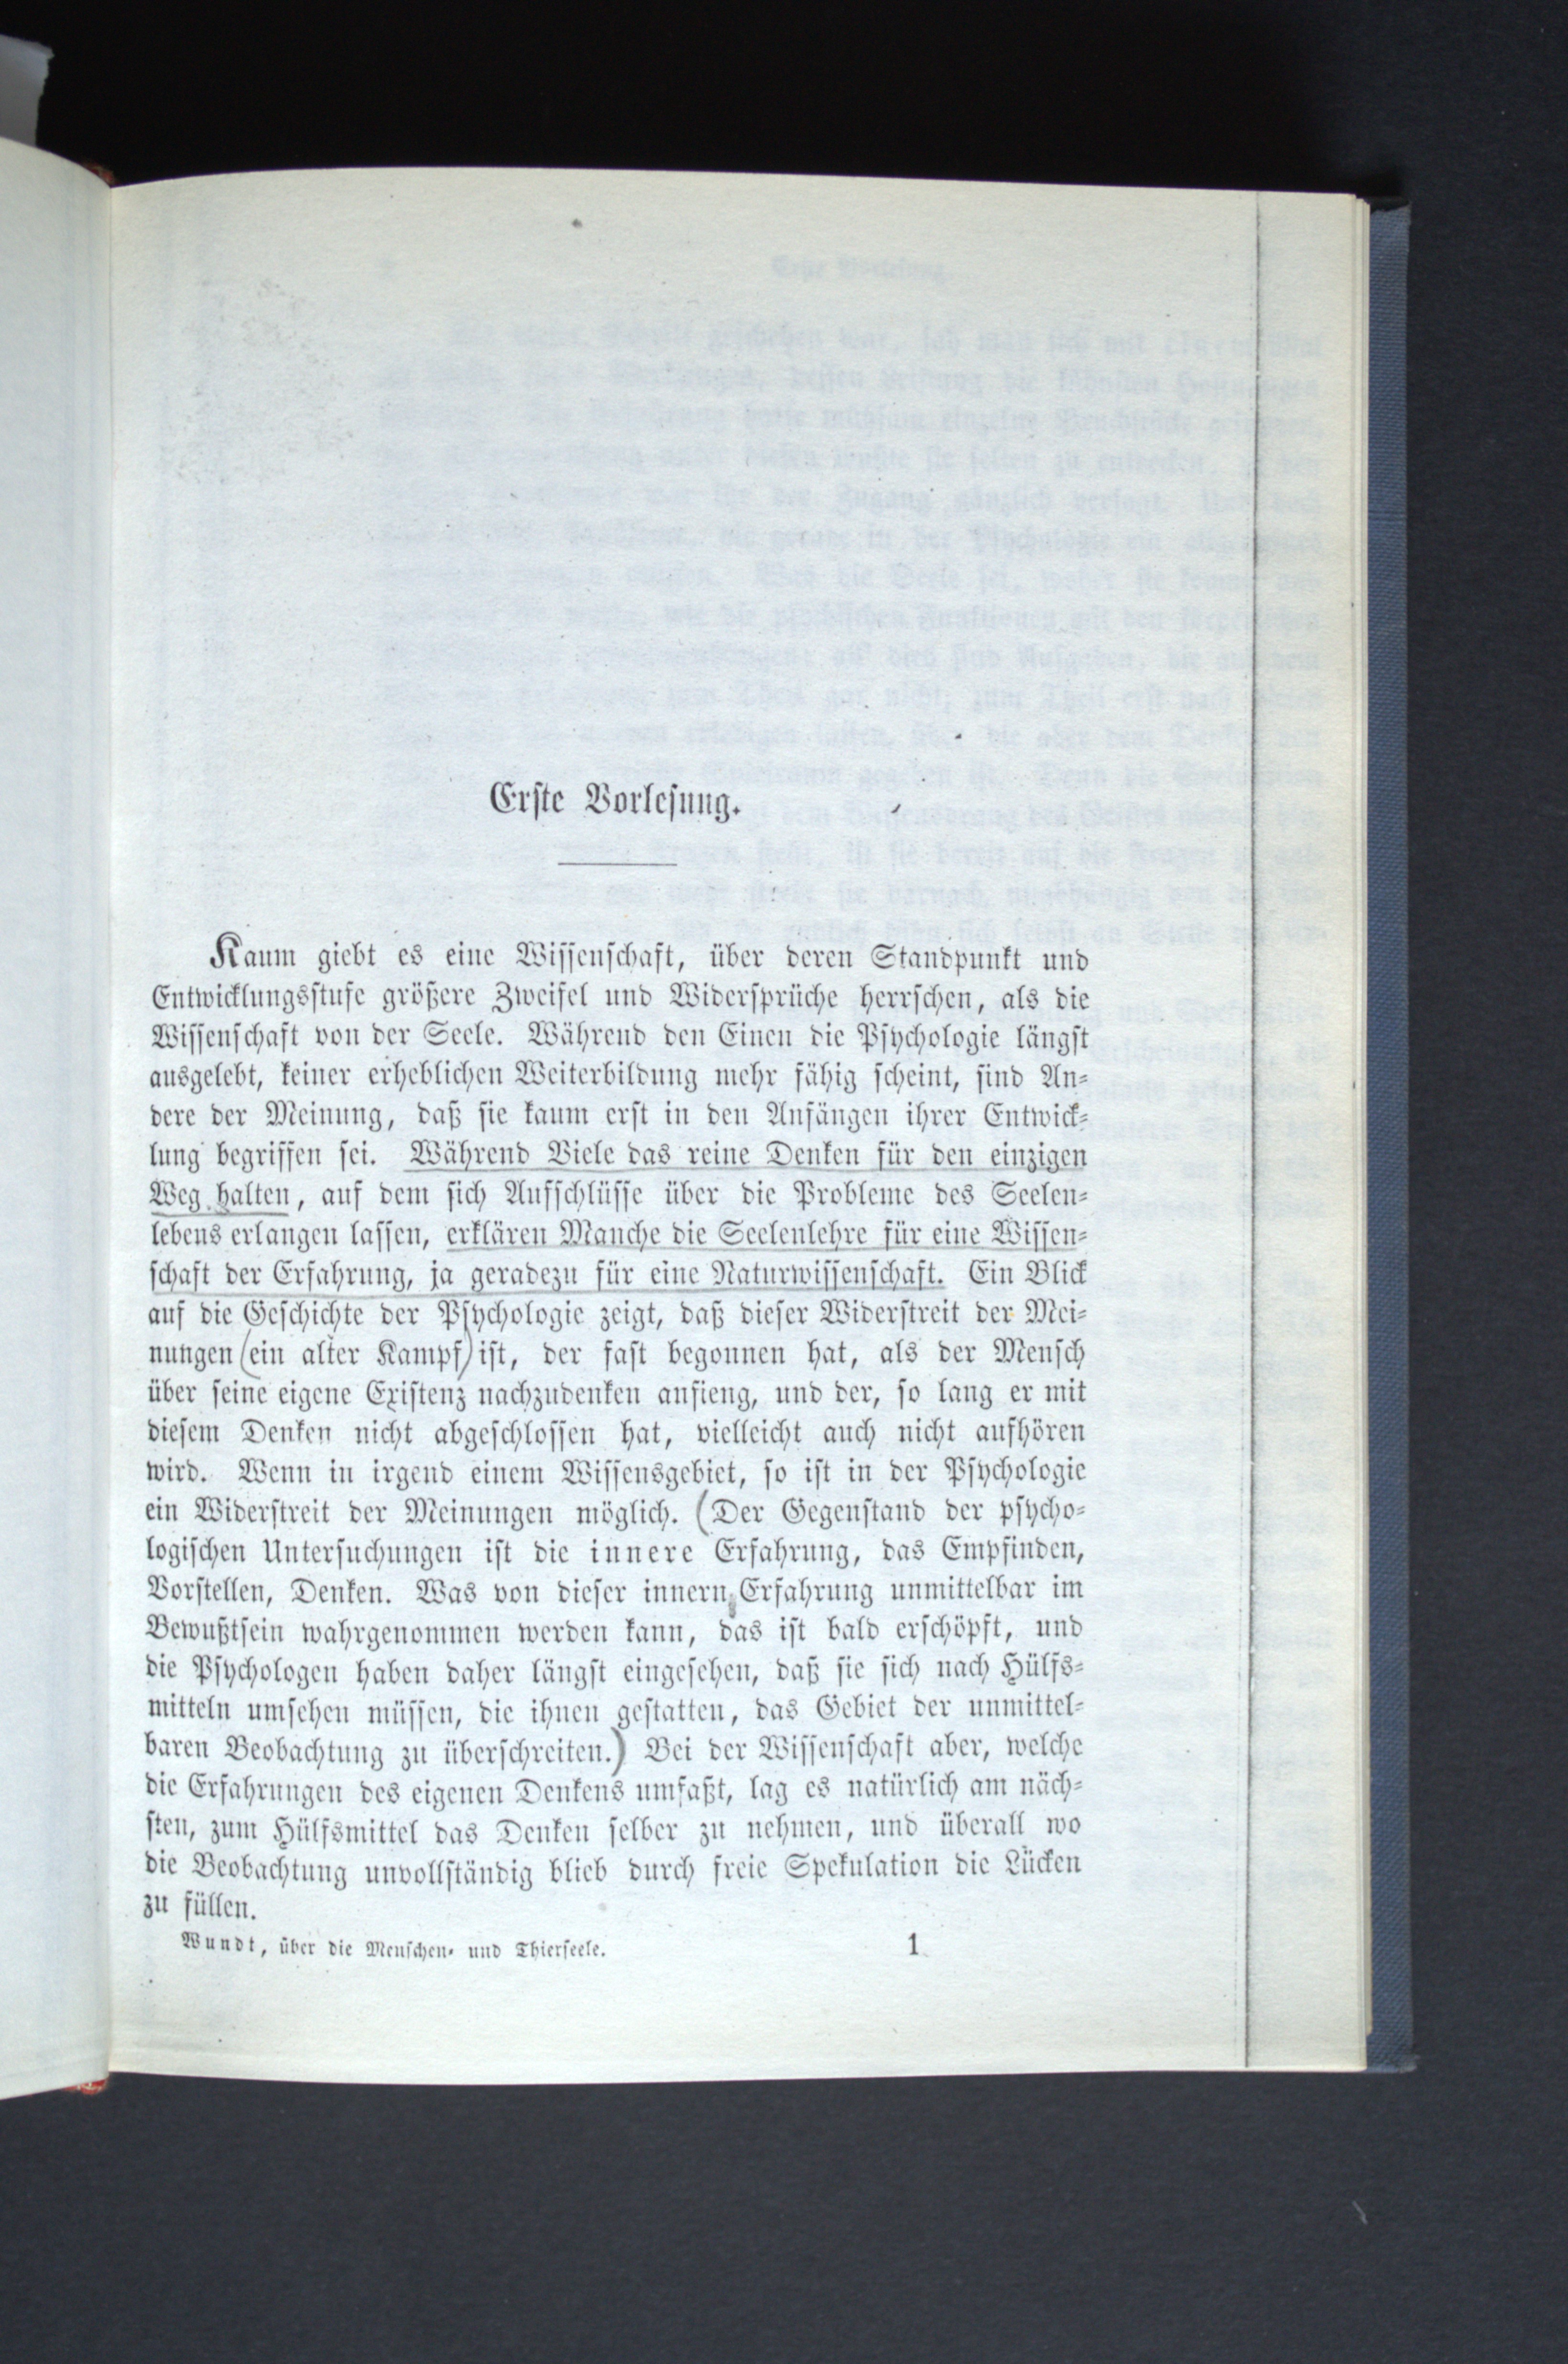 Erste Vorlesung.
Kaum giebt es eine Wissenschaft, über deren Standpunkt und
Entwicklungsstufe größere Zweifel und Widersprüche herrschen, als die
Wissenschaft von der Seele. Während den Einen die Psychologie längst
ausgelebt, keiner erheblichen Weiterbildung mehr fähig scheint, sind An-
dere der Meinung, daß sie kaum erst in den Anfängen ihrer Entwick-
lung begriffen sei. Während Viele das reine Denken für den einzigen
Weg halten, auf dem sich Aufschlüsse über die Probleme des Seelen-
lebens erlangen lassen, erklären Manche die Seelenlehre für eine Wissen-
schaft der Erfahrung, ja geradezu für eine Naturwissenschaft. Ein Blick
auf die Geschichte der Psychologie zeigt, daß dieser Widerstreit der Mei-
nungen (ein alter Kampf) ist, der fast begonnen hat, als der Mensch
über seine eigene Existenz nachzudenken anfieng, und der, so lang er mit
diesem Denken nicht abgeschlossen hat, vielleicht auch nicht aufhören
wird. Wenn in irgend einem Wissensgebiet, so ist in der Psychologie
ein Widerstreit der Meinungen möglich. (Der Gegenstand der psycho-
logischen Untersuchungen ist die innere Erfahrung, das Empfinden,
Vorstellen, Denken. Was von dieser innern Erfahrung unmittelbar im
Bewußtsein wahrgenommen werden kann, das ist bald erschöpft, und
die Psychologen haben daher längst eingesehen, daß sie sich nach Hülfs-
mitteln umsehen müssen, die ihnen gestatten, das Gebiet der unmittel-
baren Beobachtung zu überschreiten.) Bei der Wissenschaft aber, welche
die Erfahrungen des eigenen Denkens umfaßt, lag es natürlich am näch-
sten, zum Hülfsmittel das Denken selber zu nehmen, und überall wo
die Beobachtung unvollständig blieb durch freie Spekulation die Lücken
zu füllen.
Wundt, über die Menschen- und Thierseele. 1